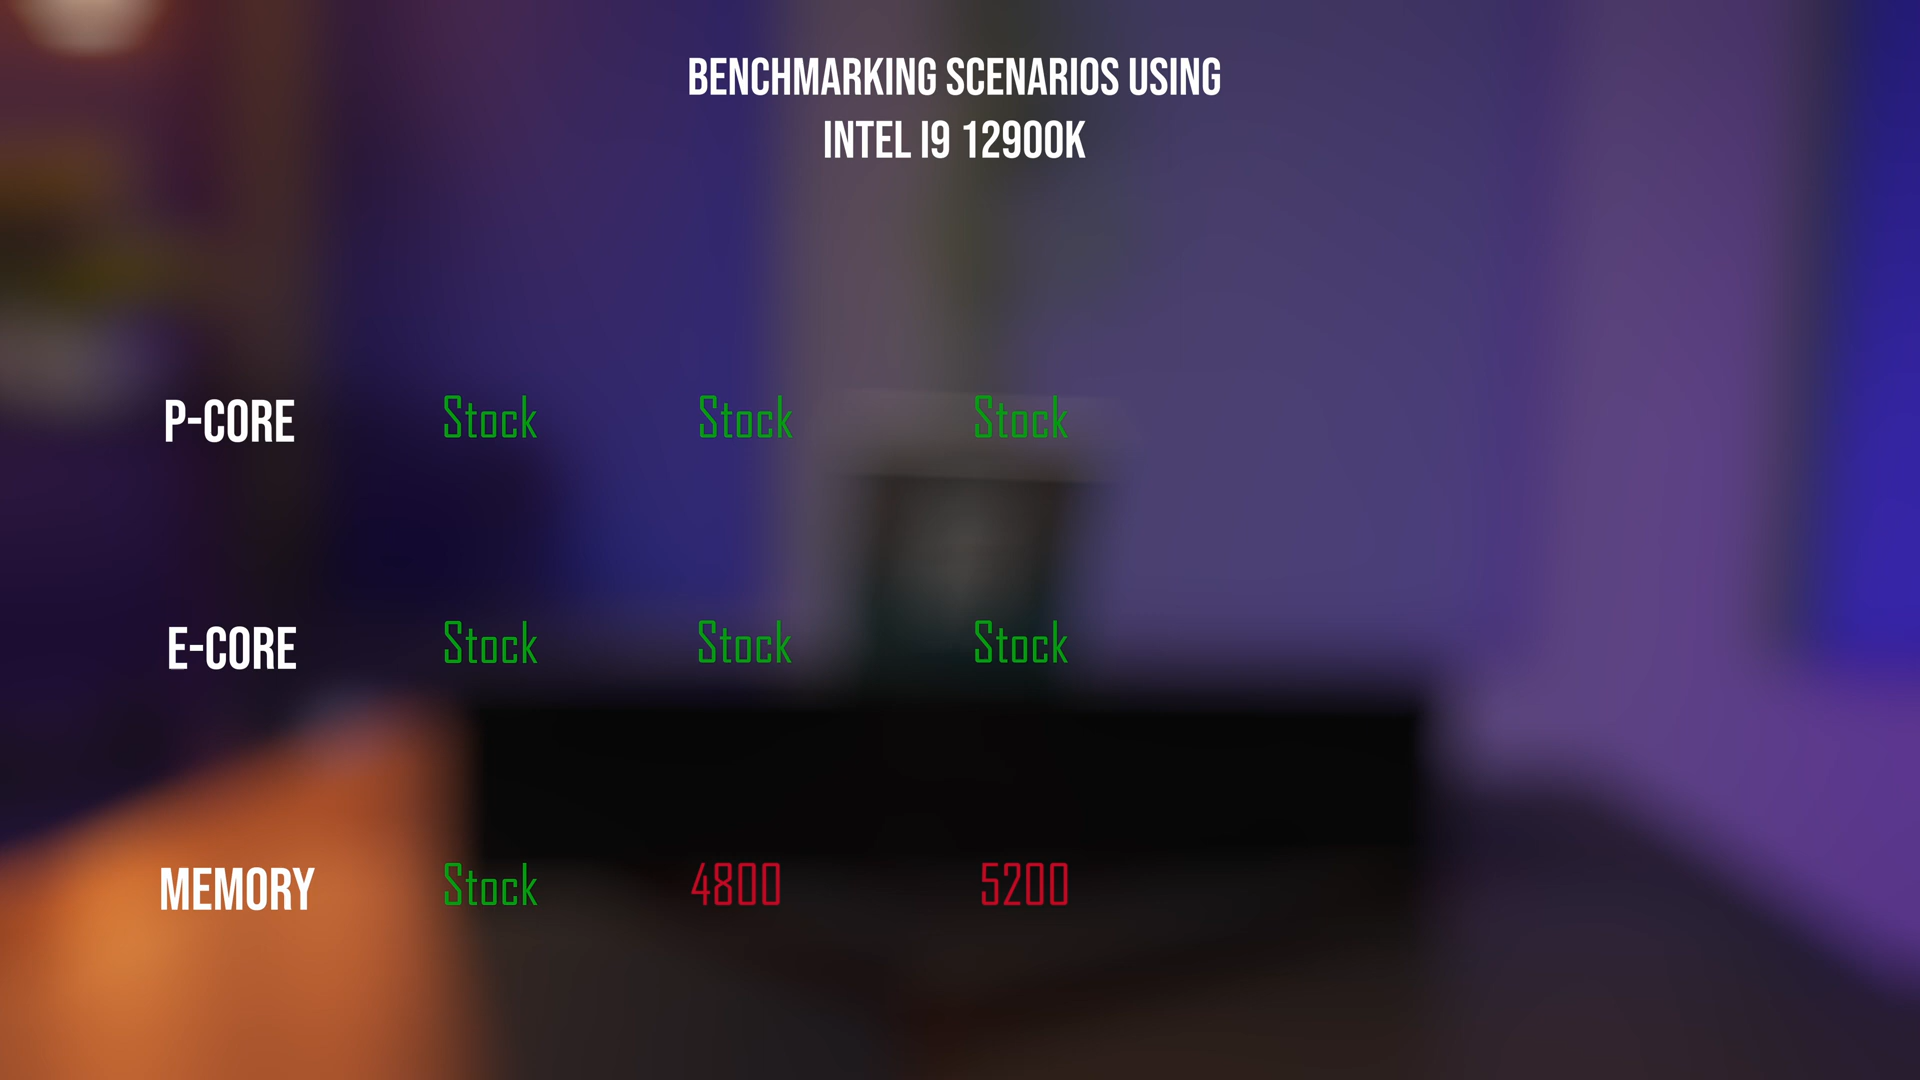 BENCHMARKING SCENARIOS USING
INTEL I9 12900K
P-CORE Stock Stock Stock
E-CORE Stock Stock Stock
MEMORY Stock 4800 5200